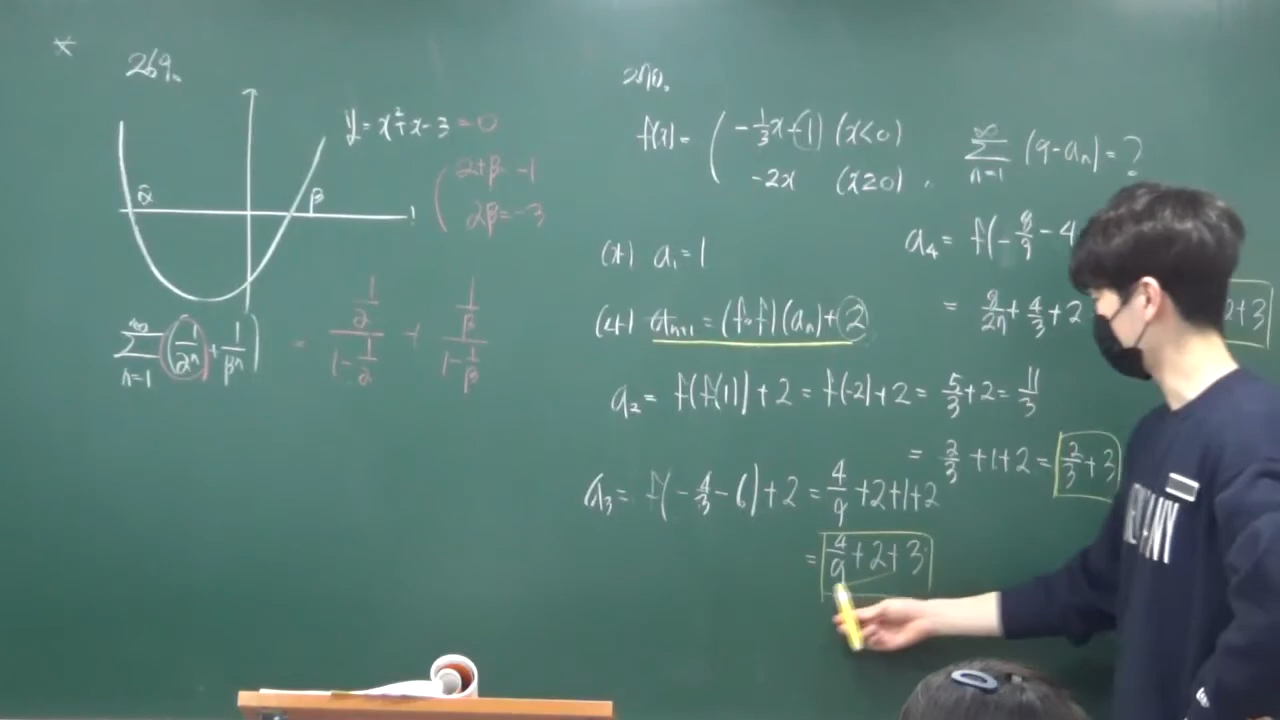 269.
y = x² + x - 3 = 0
α β
α+β = -1
αβ = -3
∞
∑ (1/αⁿ + 1/βⁿ) = (1/α)/(1 - 1/α) + (1/β)/(1 - 1/β)
n=1
270.
f(x) = -1/3x + 1 (x<0)
-2x (x≥0).
∞
∑ (9-aₙ) = ?
n=1
(가) a₁ = 1
(나) aₙ₊₁ = (f∘f)(aₙ) + 2
a₂ = f(f(1)) + 2 = f(-2) + 2 = 5/3 + 2 = 11/3
= 2/3 + 1 + 2 = 2/3 + 3
a₃ = f(-4/3 - 6) + 2 = 4/9 + 2 + 1 + 2
= 4/9 + 2 + 3
a₄ = f(-8/9 - 4
= 8/27 + 4/3 + 2
2+3